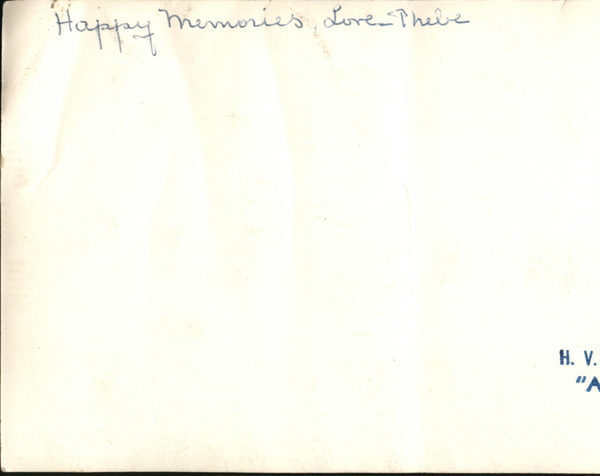 Happy Memories, Love - Phebe
H. V.
"A